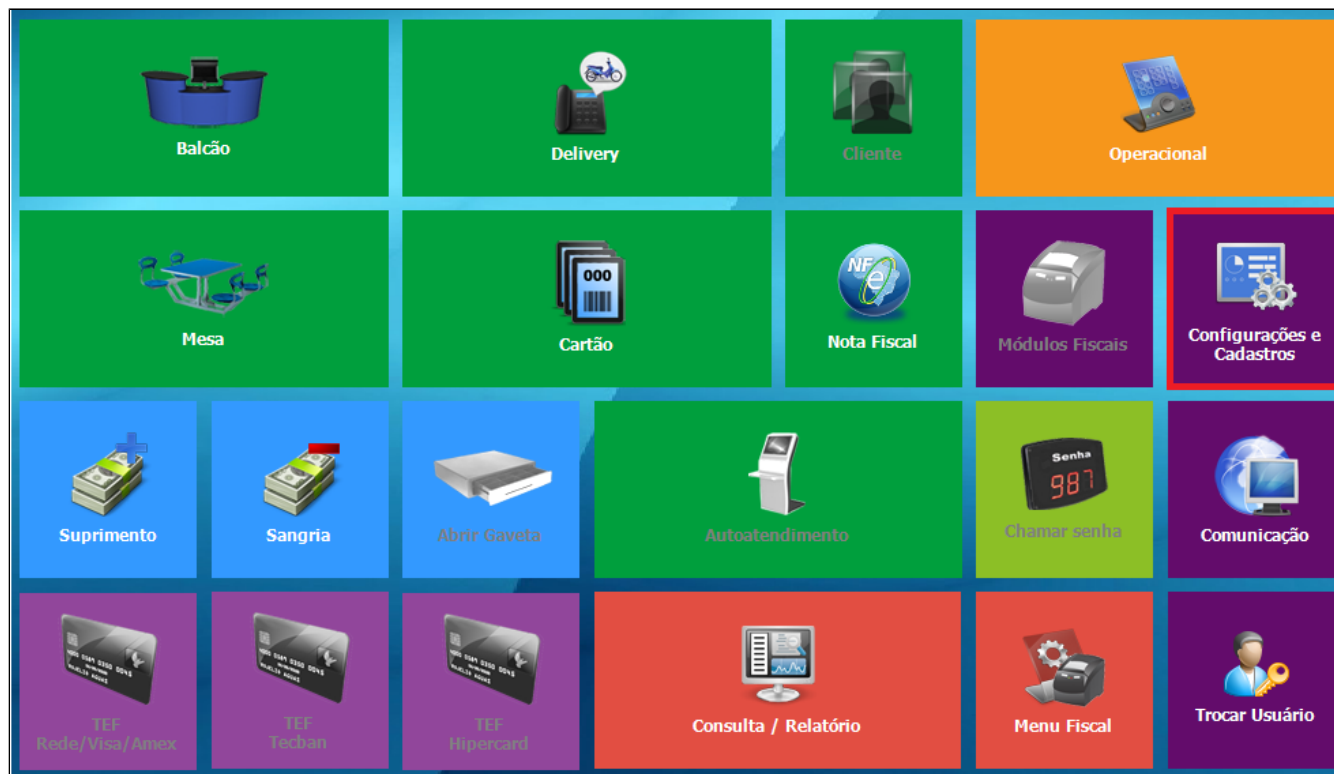 Balcão
Delivery
Cliente
Operacional
Mesa
000
Cartão
NF
e
Nota Fiscal
Módulos Fiscais
Configurações e
Cadastros
Suprimento
Sangria
Abrir Gaveta
Autoatendimento
Senha
987
Chamar senha
Comunicação
TEF
Rede/Visa/Amex
TEF
Tecban
TEF
Hipercard
Consulta / Relatório
Menu Fiscal
Trocar Usuário